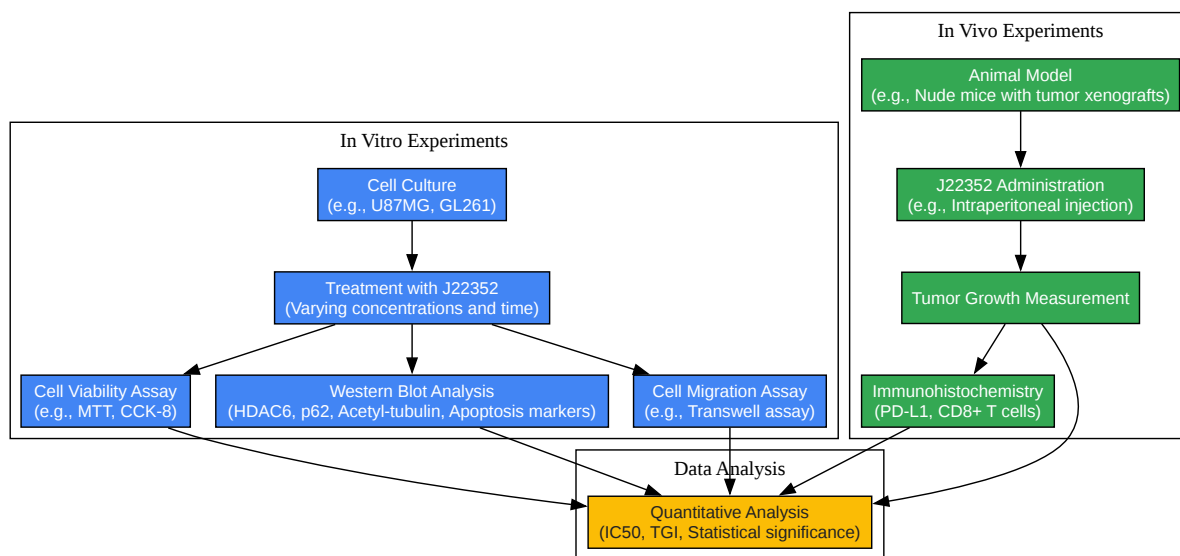 In Vivo Experiments
Animal Model
(e.g., Nude mice with tumor xenografts)
In Vitro Experiments
Cell Culture
(e.g., U87MG, GL261)
J22352 Administration
(e.g., Intraperitoneal injection)
Treatment with J22352
(Varying concentrations and time)
Tumor Growth Measurement
Cell Viability Assay
(e.g., MTT, CCK-8)
Western Blot Analysis
(HDAC6, p62, Acetyl-tubulin, Apoptosis markers)
Cell Migration Assay
(e.g., Transwell assay)
Immunohistochemistry
(PD-L1, CD8+ T cells)
Data Analysis
Quantitative Analysis
(IC50, TGI, Statistical significance)